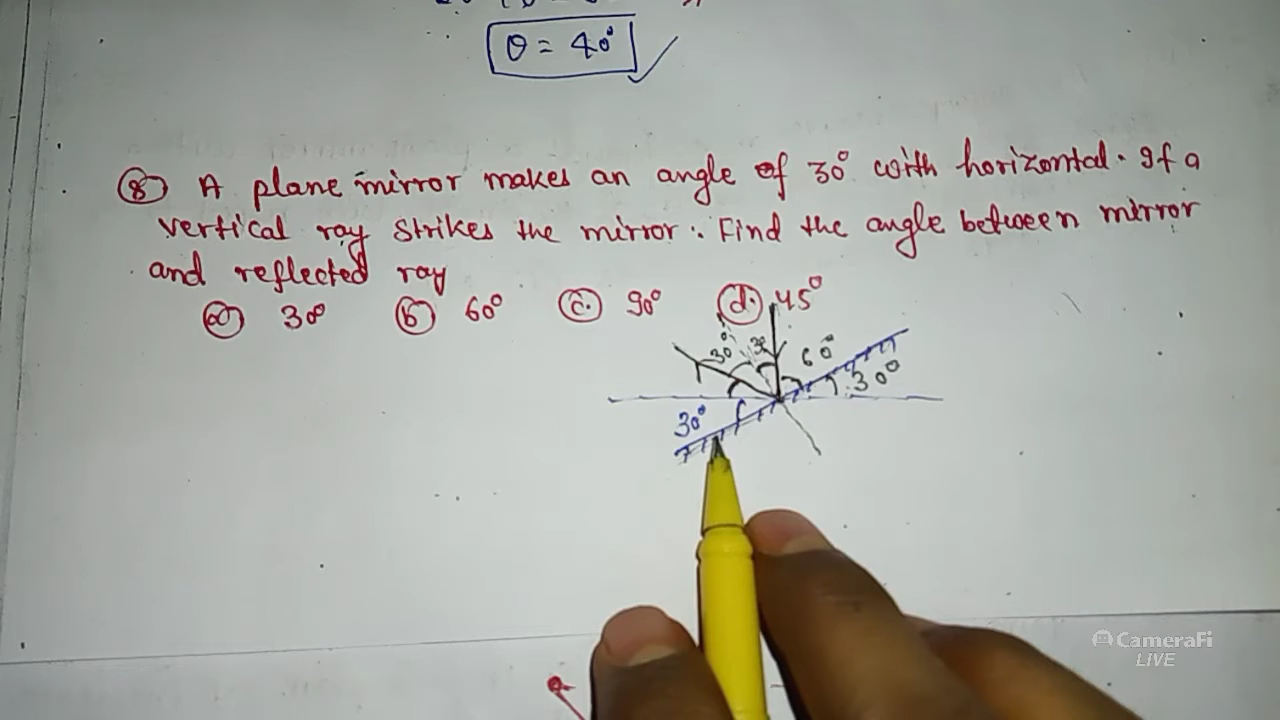 θ = 40°
(8) A plane mirror makes an angle of 30° with horizontal. If a
vertical ray strikes the mirror. Find the angle between mirror
and reflected ray
(a) 30° (b) 60° (c) 90° (d) 45°
30° 30 60°
30°
30°
CameraFi
LIVE